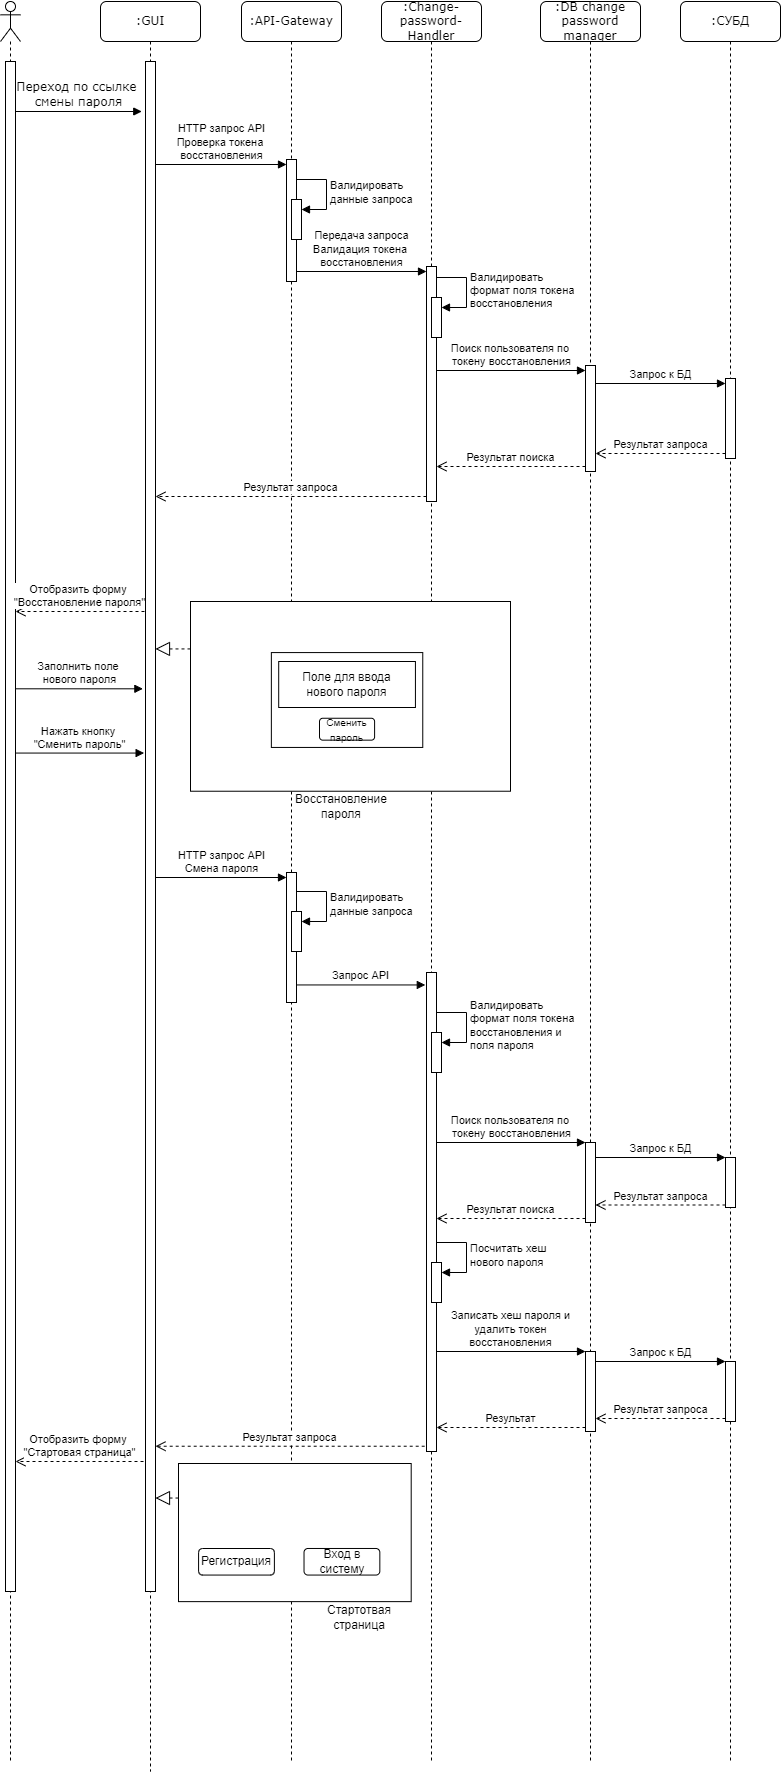 :GUI
:API-Gateway
:Change-
password-
Handler
:DB change
password
manager
:СУБД
Переход по ссылке
смены пароля
HTTP запрос API
Проверка токена
восстановления
Валидировать
данные запроса
Передача запроса
Валидация токена
восстановления
Валидировать
формат поля токена
восстановления
Поиск пользователя по
токену восстановления
Запрос к БД
Результат запроса
Результат поиска
Результат запроса
Отобразить форму
"Восстановление пароля"
Заполнить поле
нового пароля
Поле для ввода
нового пароля
Сменить
пароль
Нажать кнопку
"Сменить пароль"
Восстановление
пароля
HTTP запрос API
Смена пароля
Валидировать
данные запроса
Запрос API
Валидировать
формат поля токена
восстановления и
поля пароля
Поиск пользователя по
токену восстановления
Запрос к БД
Результат запроса
Результат поиска
Посчитать хеш
нового пароля
Записать хеш пароля и
удалить токен
восстановления
Запрос к БД
Результат запроса
Результат
Результат запроса
Отобразить форму
"Стартовая страница"
Регистрация
Вход в
систему
Стартотвая
страница